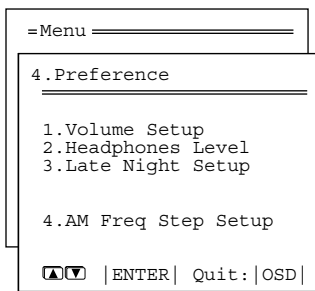 =Menu
4.Preference
1.Volume Setup
2.Headphones Level
3.Late Night Setup
4.AM Freq Step Setup
▲▼ |ENTER| Quit:|OSD|